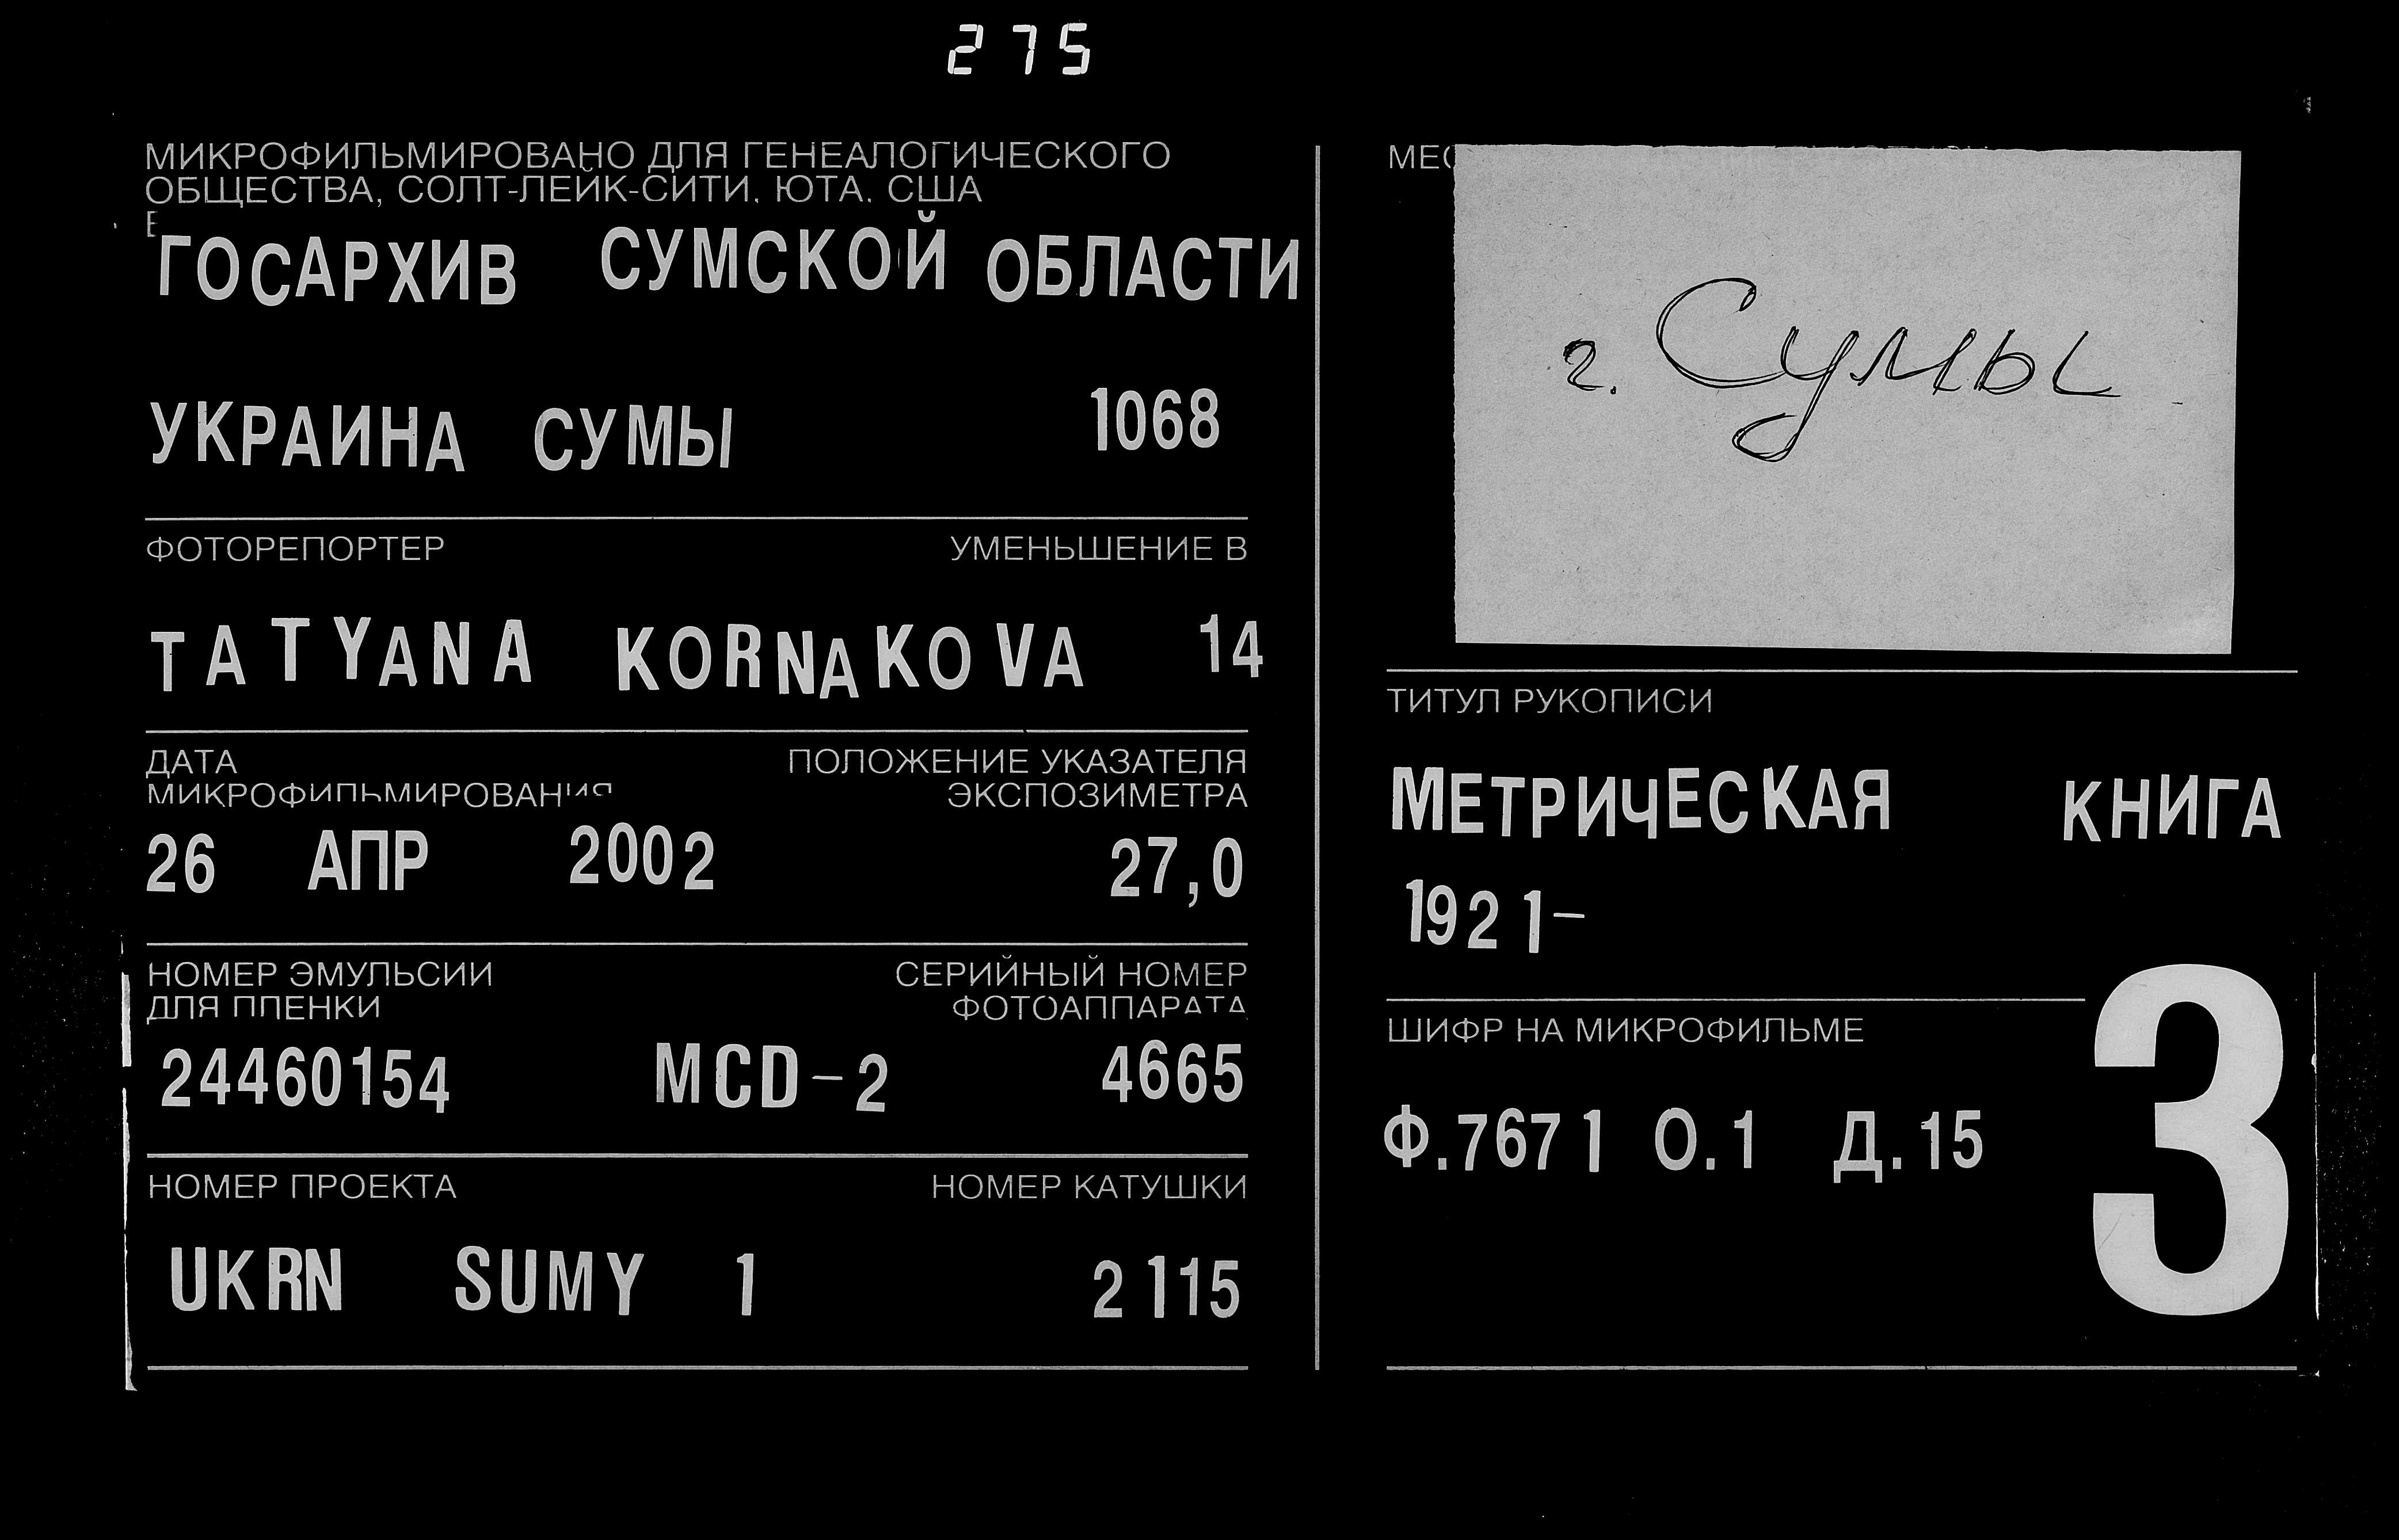 275
МИКРОФИЛЬМИРОВАНО ДЛЯ ГЕНЕАЛОГИЧЕСКОГО
ОБЩЕСТВА, СОЛТ-ЛЕЙК-СИТИ, ЮТА, США
ГОСАРХИВ СУМСКОЙ ОБЛАСТИ
УКРАИНА СУМЫ 1068
ФОТОРЕПОРТЕР УМЕНЬШЕНИЕ В
TATYANA KORNAKOVA 14
ДАТА ПОЛОЖЕНИЕ УКАЗАТЕЛЯ
МИКРОФИЛЬМИРОВАНИЯ ЭКСПОЗИМЕТРА
26 АПР 2002 27,0
НОМЕР ЭМУЛЬСИИ СЕРИЙНЫЙ НОМЕР
ДЛЯ ПЛЕНКИ ФОТОАППАРАТА
24460154 MCD-2 4665
НОМЕР ПРОЕКТА НОМЕР КАТУШКИ
UKRN SUMY 1 2115
г. Сумы
ТИТУЛ РУКОПИСИ
МЕТРИЧЕСКАЯ КНИГА
1921-
ШИФР НА МИКРОФИЛЬМЕ
Ф.7671 О.1 Д.15
3